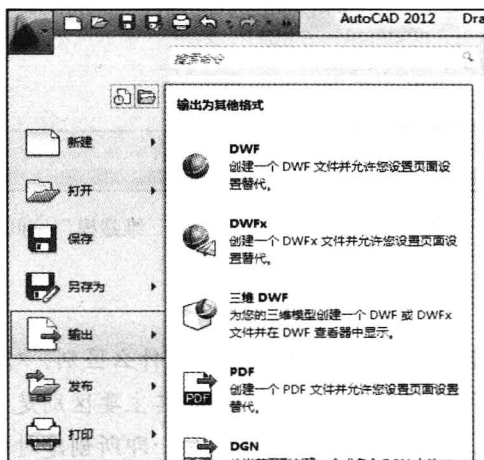 AutoCAD 2012 Dra
搜索命令
输出为其他格式
新建
打开
保存
另存为
输出
发布
打印
DWF
创建一个 DWF 文件并允许您设置页面设
置替代。
DWFx
创建一个 DWFx 文件并允许您设置页面设
置替代。
三维 DWF
为您的三维模型创建一个 DWF 或 DWFx
文件并在 DWF 查看器中显示。
PDF
PDF
创建一个 PDF 文件并允许您设置页面设置
替代。
DGN